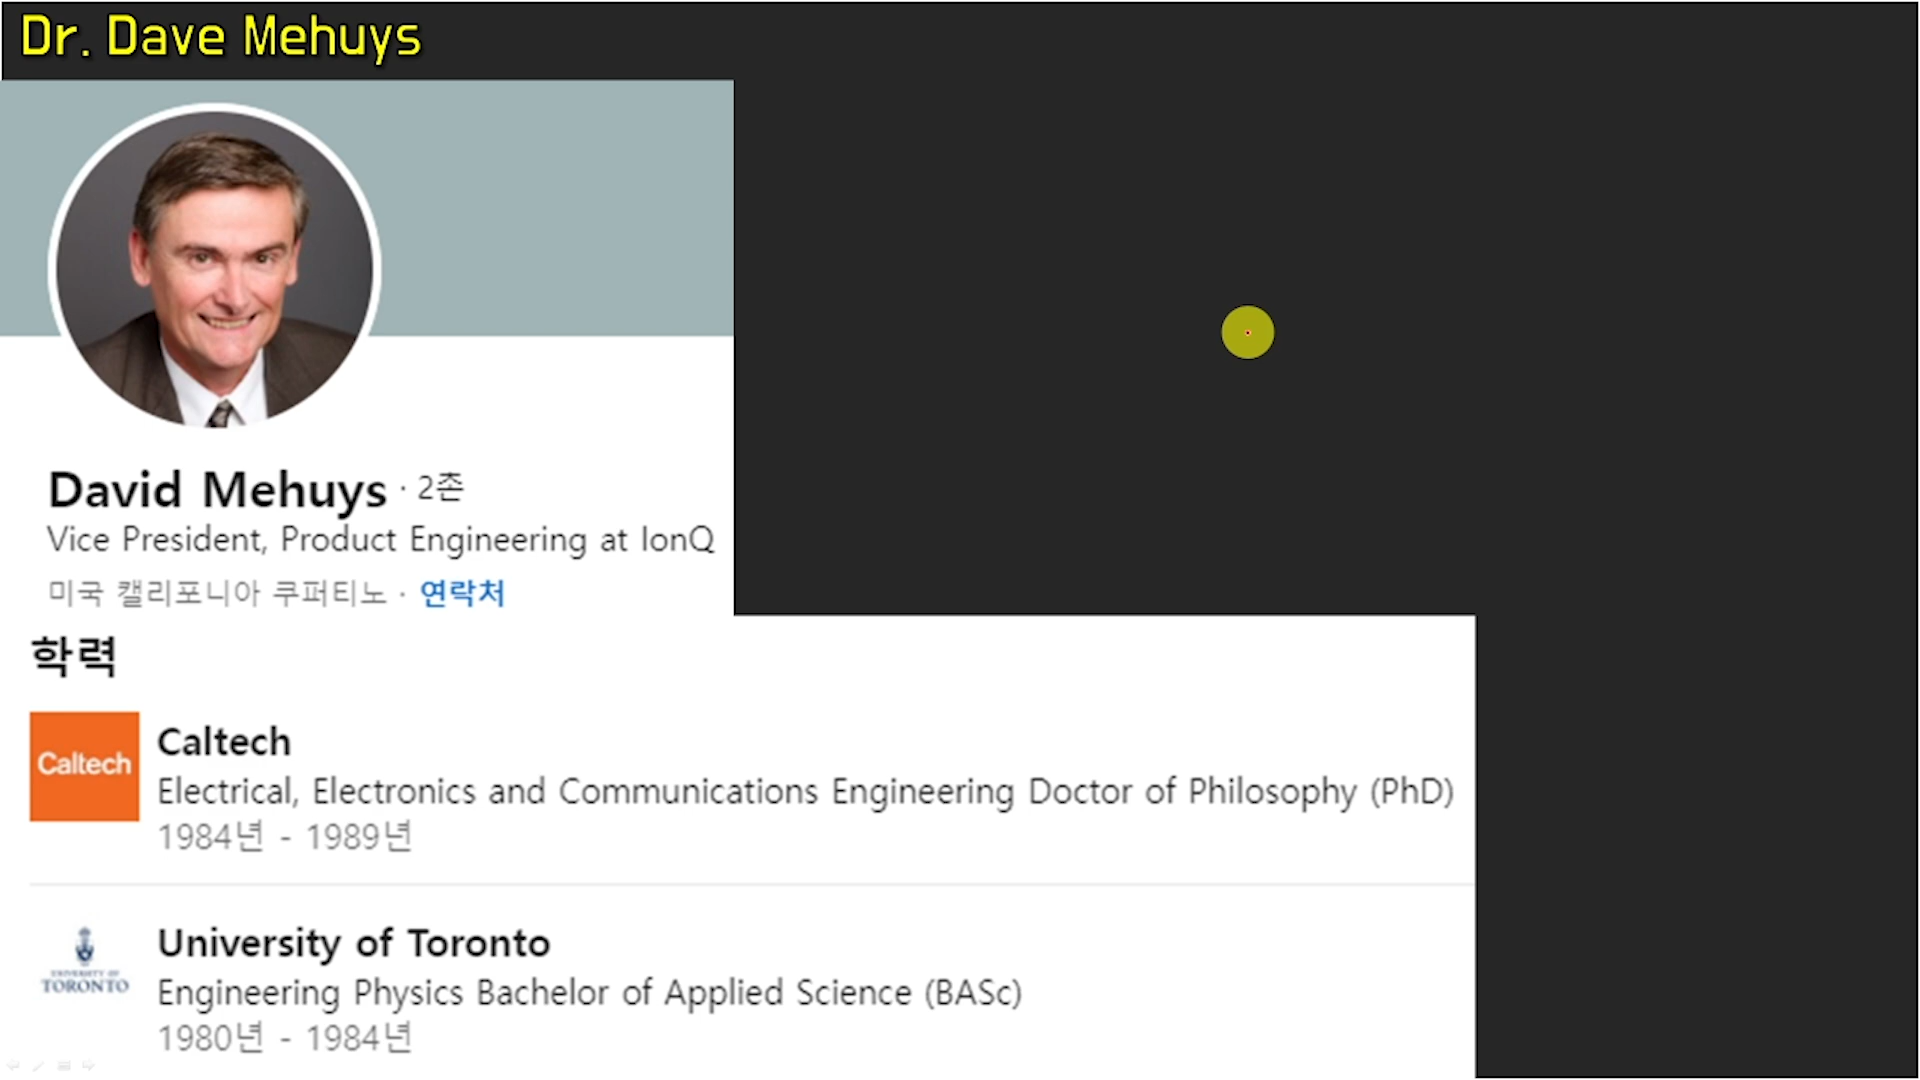 Dr. Dave Mehuys
David Mehuys · 2촌
Vice President, Product Engineering at IonQ
미국 캘리포니아 쿠퍼티노 · 연락처
학력
Caltech
Caltech
Electrical, Electronics and Communications Engineering Doctor of Philosophy (PhD)
1984년 - 1989년
UNIVERSITY OF
TORONTO
University of Toronto
Engineering Physics Bachelor of Applied Science (BASc)
1980년 - 1984년